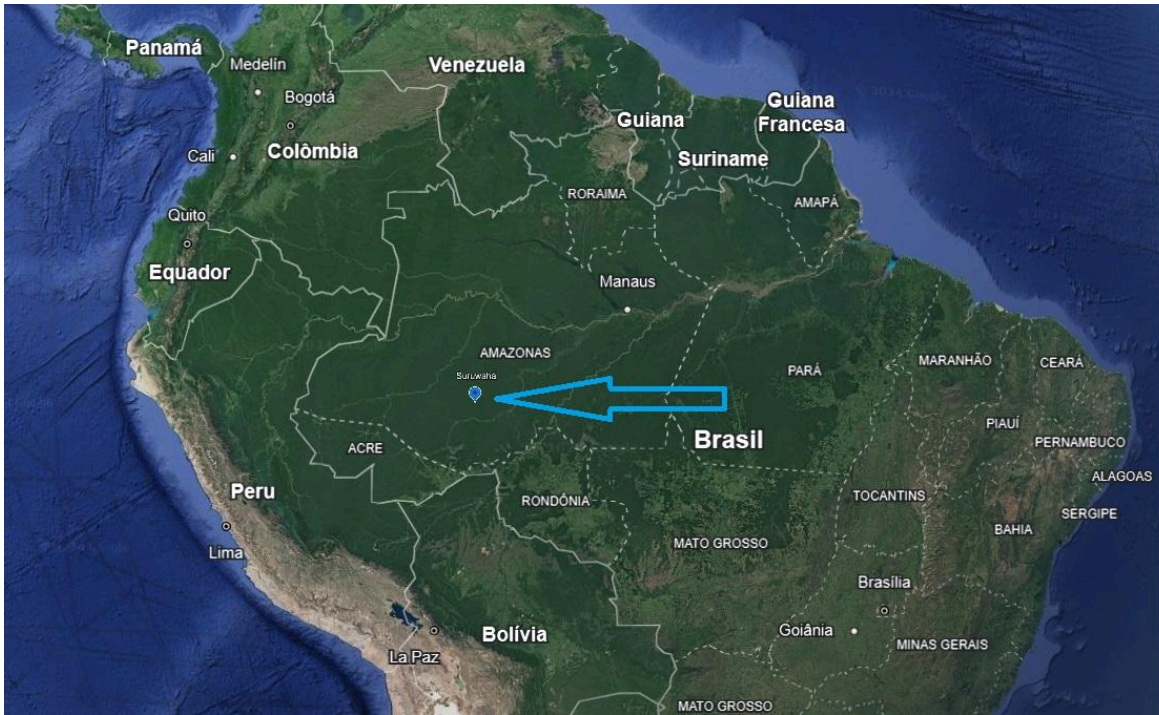 Panamá
Medelín
Venezuela
Bogotá
Guiana
Guiana
Francesa
Cali
Colômbia
Suriname
RORAIMA
AMAPÁ
Quito
Equador
Manaus
AMAZONAS
MARANHÃO
CEARÁ
PARÁ
Suruwaha
PIAUÍ
Brasil
PERNAMBUCO
ACRE
ALAGOAS
Peru
RONDÔNIA
TOCANTINS
SERGIPE
BAHIA
Lima
MATO GROSSO
Brasília
Goiânia
Bolívia
MINAS GERAIS
La Paz
MATO GROSSO